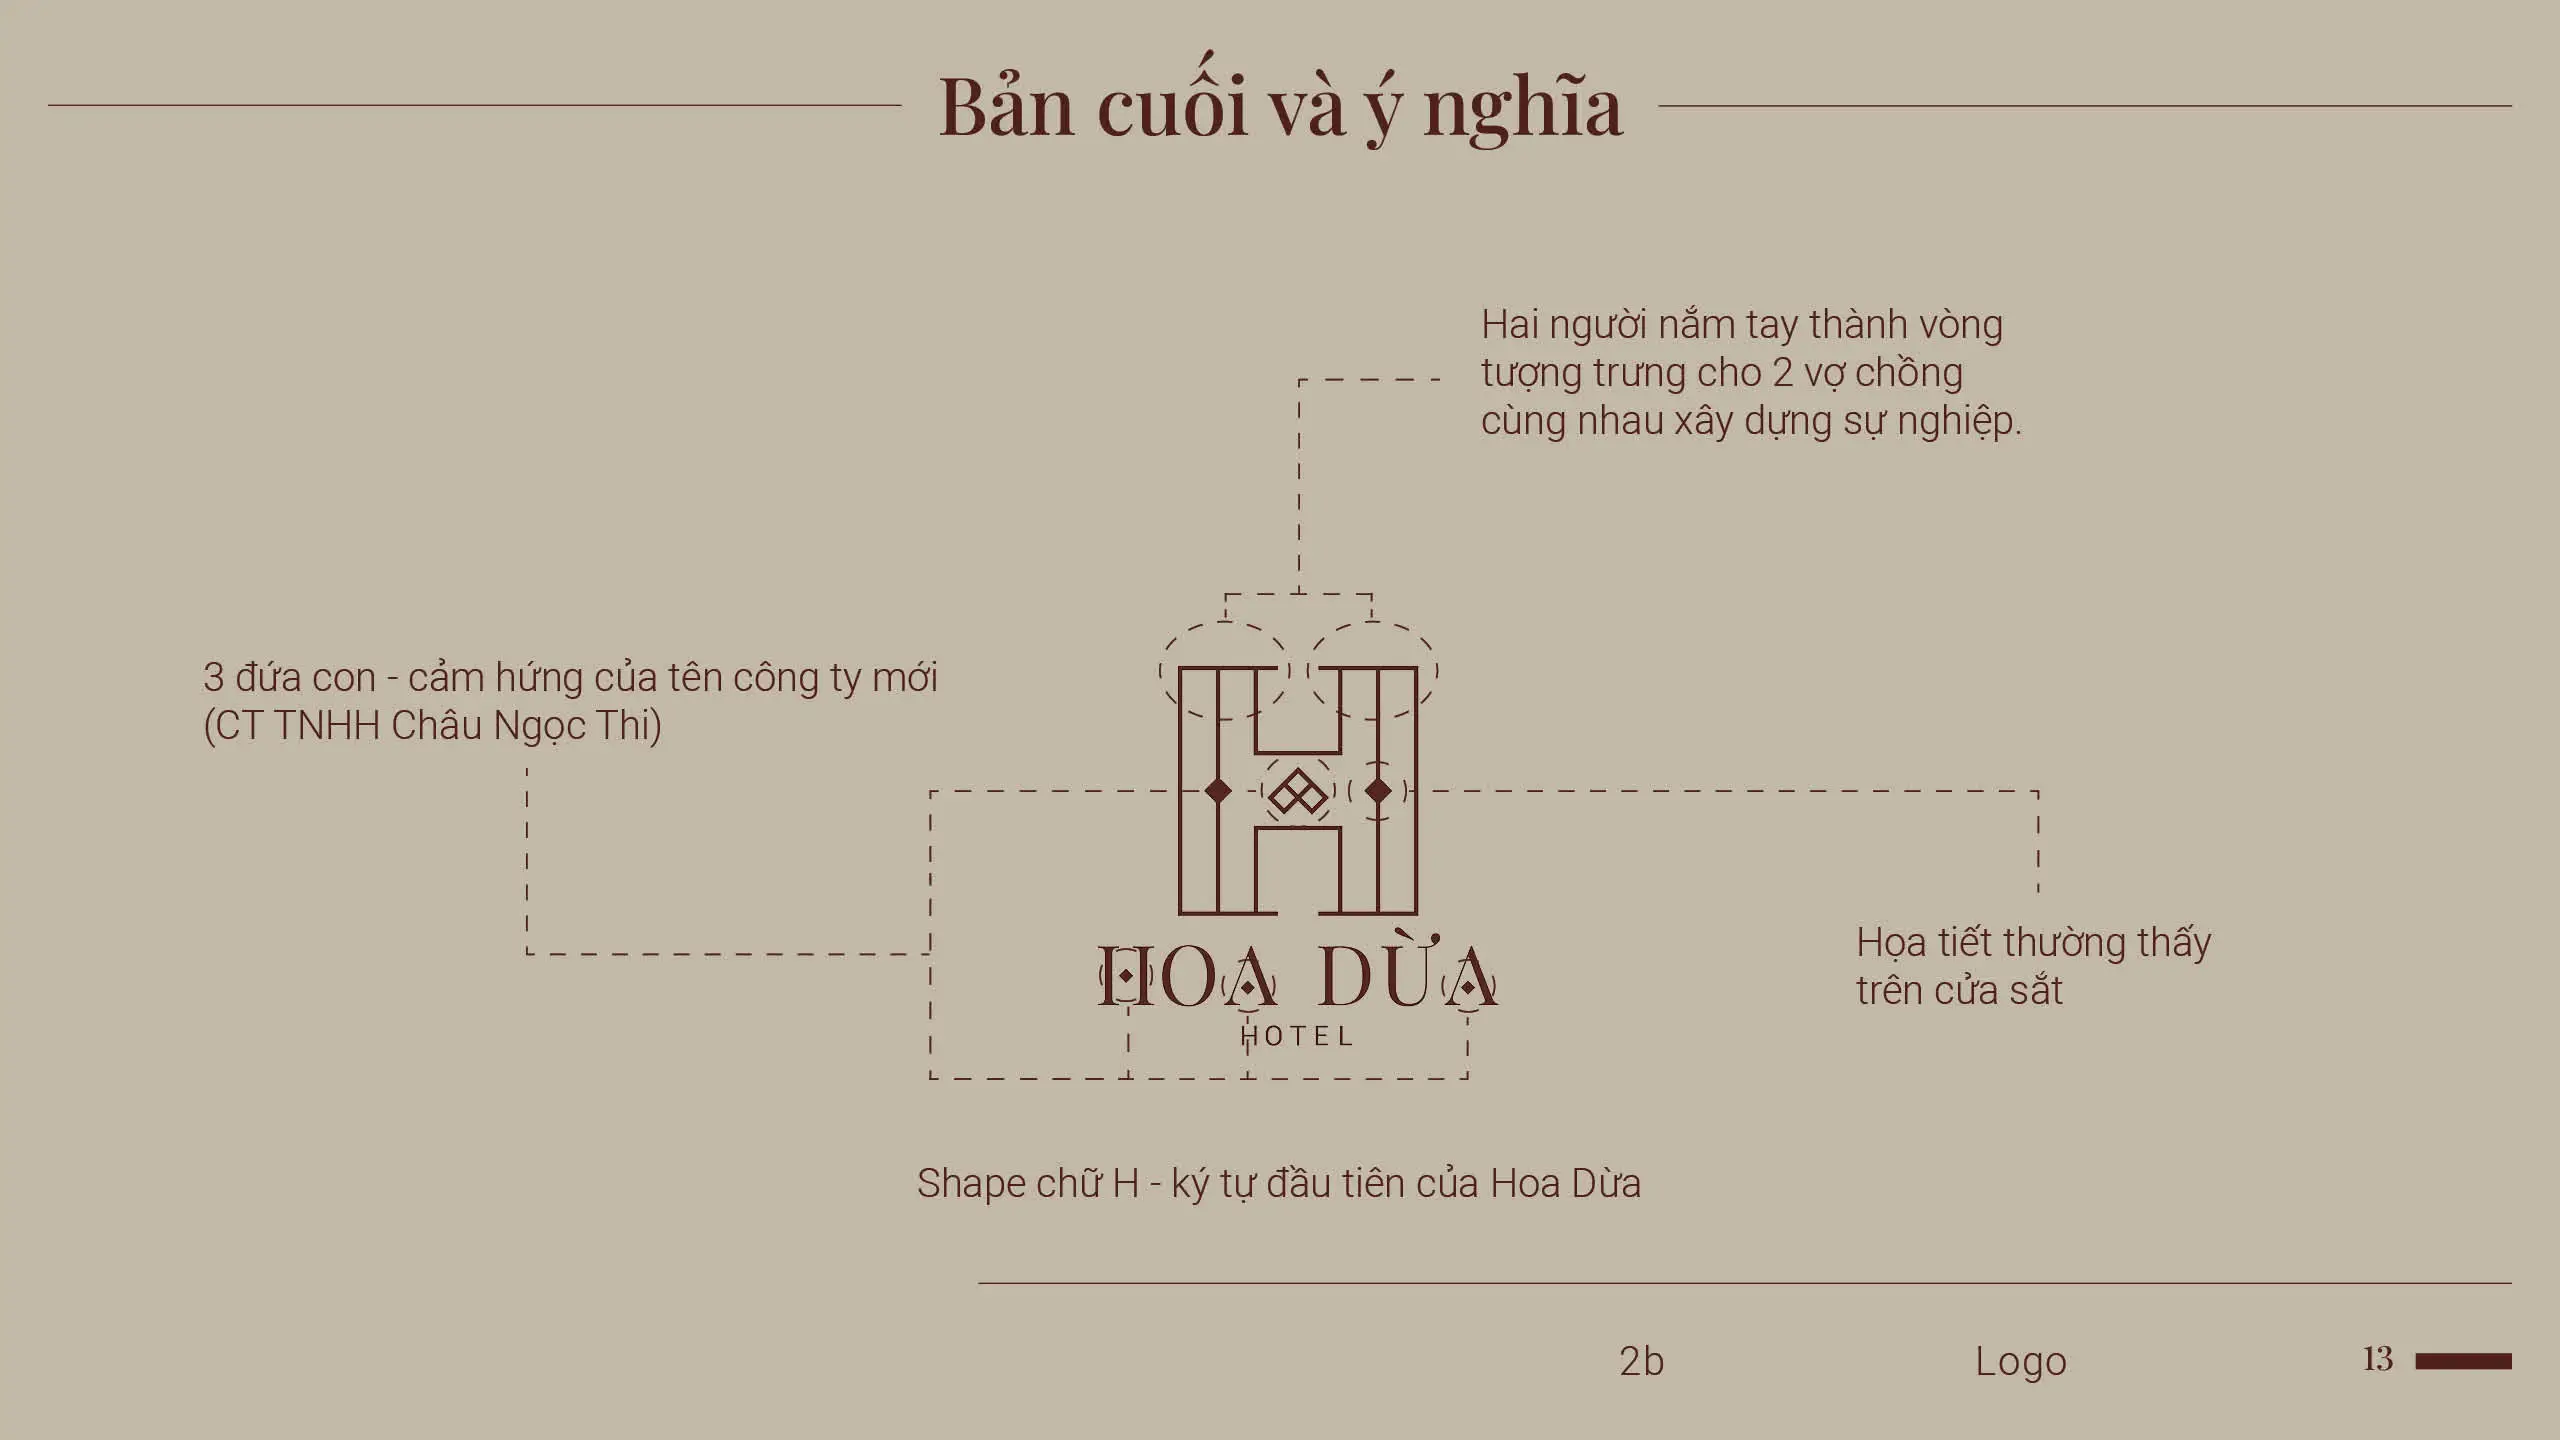 Bản cuối và ý nghĩa
Hai người nắm tay thành vòng
tượng trưng cho 2 vợ chồng
cùng nhau xây dựng sự nghiệp.
3 đứa con - cảm hứng của tên công ty mới
(CT TNHH Châu Ngọc Thi)
HOA DỪA
HOTEL
Họa tiết thường thấy
trên cửa sắt
Shape chữ H - ký tự đầu tiên của Hoa Dừa
2b
Logo
13